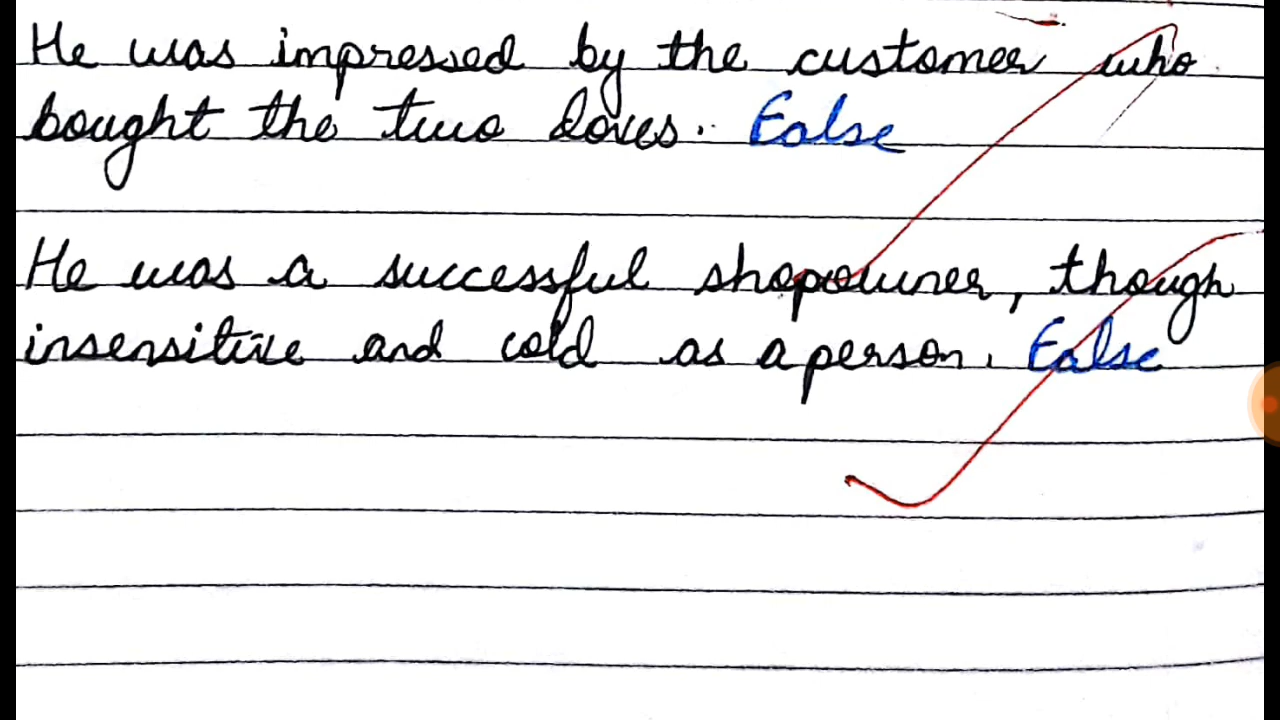 He was impressed by the customer who
bought the two doves. False
He was a successful shopowner, though
insensitive and cold as a person. False